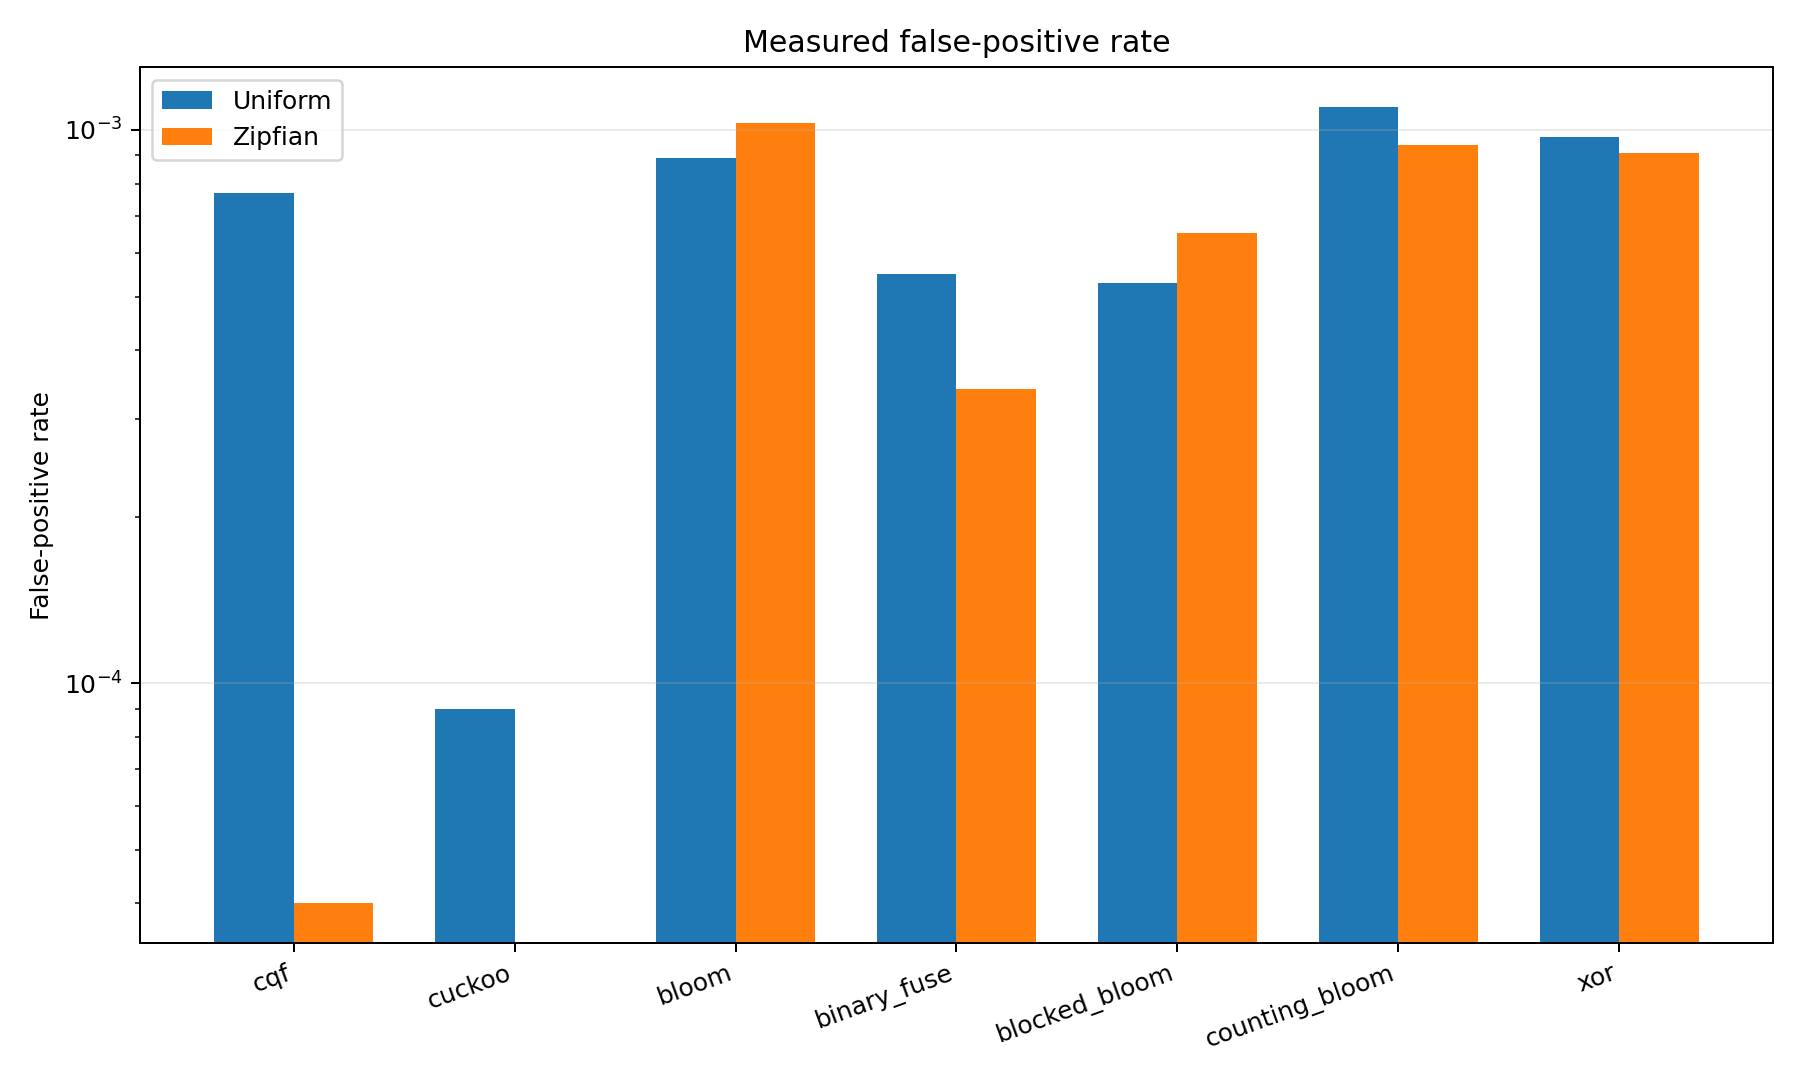 Measured false-positive rate
Uniform
Zipfian
10⁻³
10⁻⁴
False-positive rate
cqf
cuckoo
bloom
binary_fuse
blocked_bloom
counting_bloom
xor